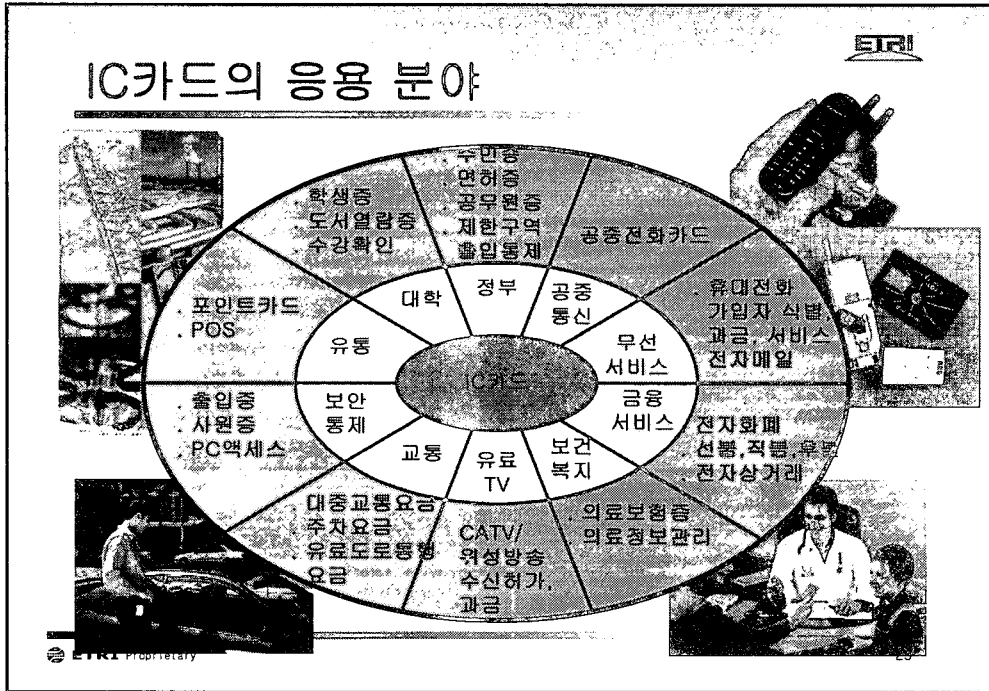 ETRI
IC카드의 응용 분야
학생증
도서열람증
수강확인
. 주민증
. 면허증
공무원증
. 제한구역
출입통제
공중전화카드
. 휴대전화
가입자 식별,
과금, 서비스
전자메일
. 포인트카드
. POS
대학
정부
공중
통신
유통
무선
서비스
IC카드
. 출입증
. 사원증
. PC액세스
보안
통제
금융
서비스
전자화폐
. 선불,직불,후불
. 전자상거래
교통
유료
TV
보건
복지
. 대중교통요금
주차요금
. 유료도로통행
요금
CATV/
위성방송
수신허가,
과금
. 의료보험증
의료정보관리
ETRI Proprietary